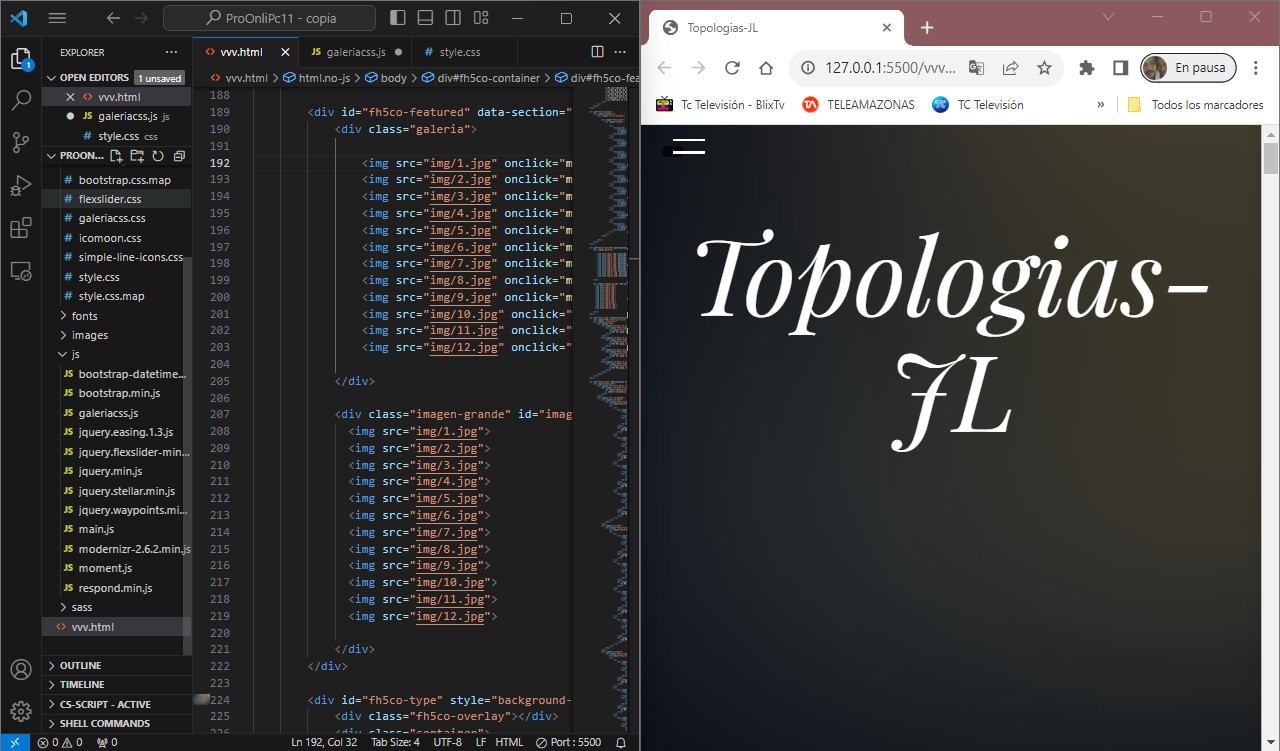 ProOnliPc11 - copia
EXPLORER
OPEN EDITORS 1 unsaved
vvv.html
galeriacss.js js
style.css css
PROON...
bootstrap.css.map
flexslider.css
galeriacss.css
icomoon.css
simple-line-icons.css
style.css
style.css.map
fonts
images
js
bootstrap-datetime...
bootstrap.min.js
galeriacss.js
jquery.easing.1.3.js
jquery.flexslider-min...
jquery.min.js
jquery.stellar.min.js
jquery.waypoints.mi...
main.js
modernizr-2.6.2.min.js
moment.js
respond.min.js
sass
vvv.html
OUTLINE
TIMELINE
CS-SCRIPT - ACTIVE
SHELL COMMANDS
vvv.html galeriacss.js style.css
vvv.html > html.no-js > body > div#fh5co-container > div#fh5co-fea
188
189 <div id="fh5co-featured" data-section="
190 <div class="galeria">
191
192 <img src="img/1.jpg" onclick="m
193 <img src="img/2.jpg" onclick="m
194 <img src="img/3.jpg" onclick="m
195 <img src="img/4.jpg" onclick="m
196 <img src="img/5.jpg" onclick="m
197 <img src="img/6.jpg" onclick="m
198 <img src="img/7.jpg" onclick="m
199 <img src="img/8.jpg" onclick="m
200 <img src="img/9.jpg" onclick="m
201 <img src="img/10.jpg" onclick="
202 <img src="img/11.jpg" onclick="
203 <img src="img/12.jpg" onclick="
204
205 </div>
206
207 <div class="imagen-grande" id="imag
208 <img src="img/1.jpg">
209 <img src="img/2.jpg">
210 <img src="img/3.jpg">
211 <img src="img/4.jpg">
212 <img src="img/5.jpg">
213 <img src="img/6.jpg">
214 <img src="img/7.jpg">
215 <img src="img/8.jpg">
216 <img src="img/9.jpg">
217 <img src="img/10.jpg">
218 <img src="img/11.jpg">
219 <img src="img/12.jpg">
220
221 </div>
222 </div>
223
224 <div id="fh5co-type" style="background-
225 <div class="fh5co-overlay"></div>
226 <div class="container">
0 0 0 Ln 192, Col 32 Tab Size: 4 UTF-8 LF HTML Port : 5500
Topologias-JL
127.0.0.1:5500/vvv... En pausa
Tc Televisión - BlixTv TELEAMAZONAS TC Televisión » Todos los marcadores
Topologias-
JL